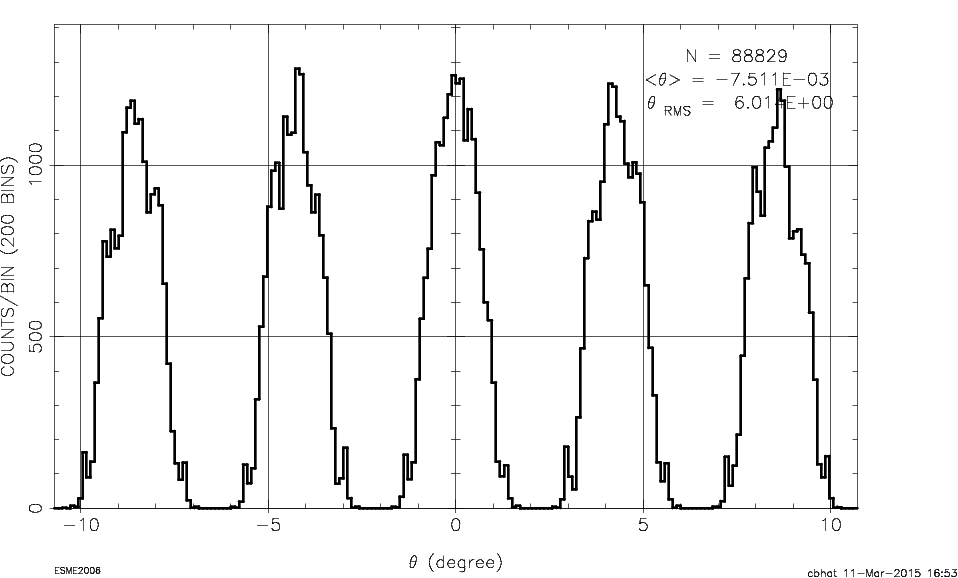 N = 88829
<θ> = −7.511E−03
θ RMS = 6.014E+00
COUNTS/BIN (200 BINS)
1000
500
0
−10 −5 0 5 10
θ (degree)
ESME2006
cbhat 11−Mar−2015 16:53